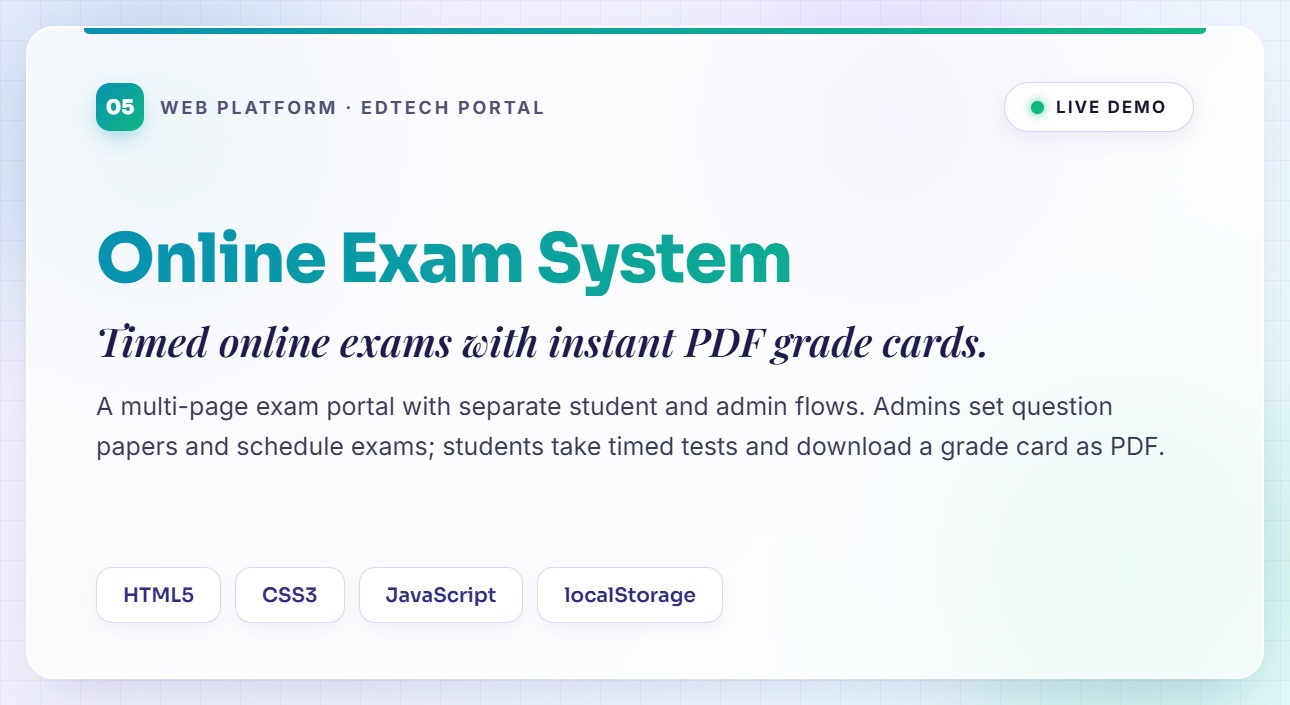 05 WEB PLATFORM · EDTECH PORTAL
LIVE DEMO
Online Exam System
Timed online exams with instant PDF grade cards.
A multi-page exam portal with separate student and admin flows. Admins set question
papers and schedule exams; students take timed tests and download a grade card as PDF.
HTML5 CSS3 JavaScript localStorage